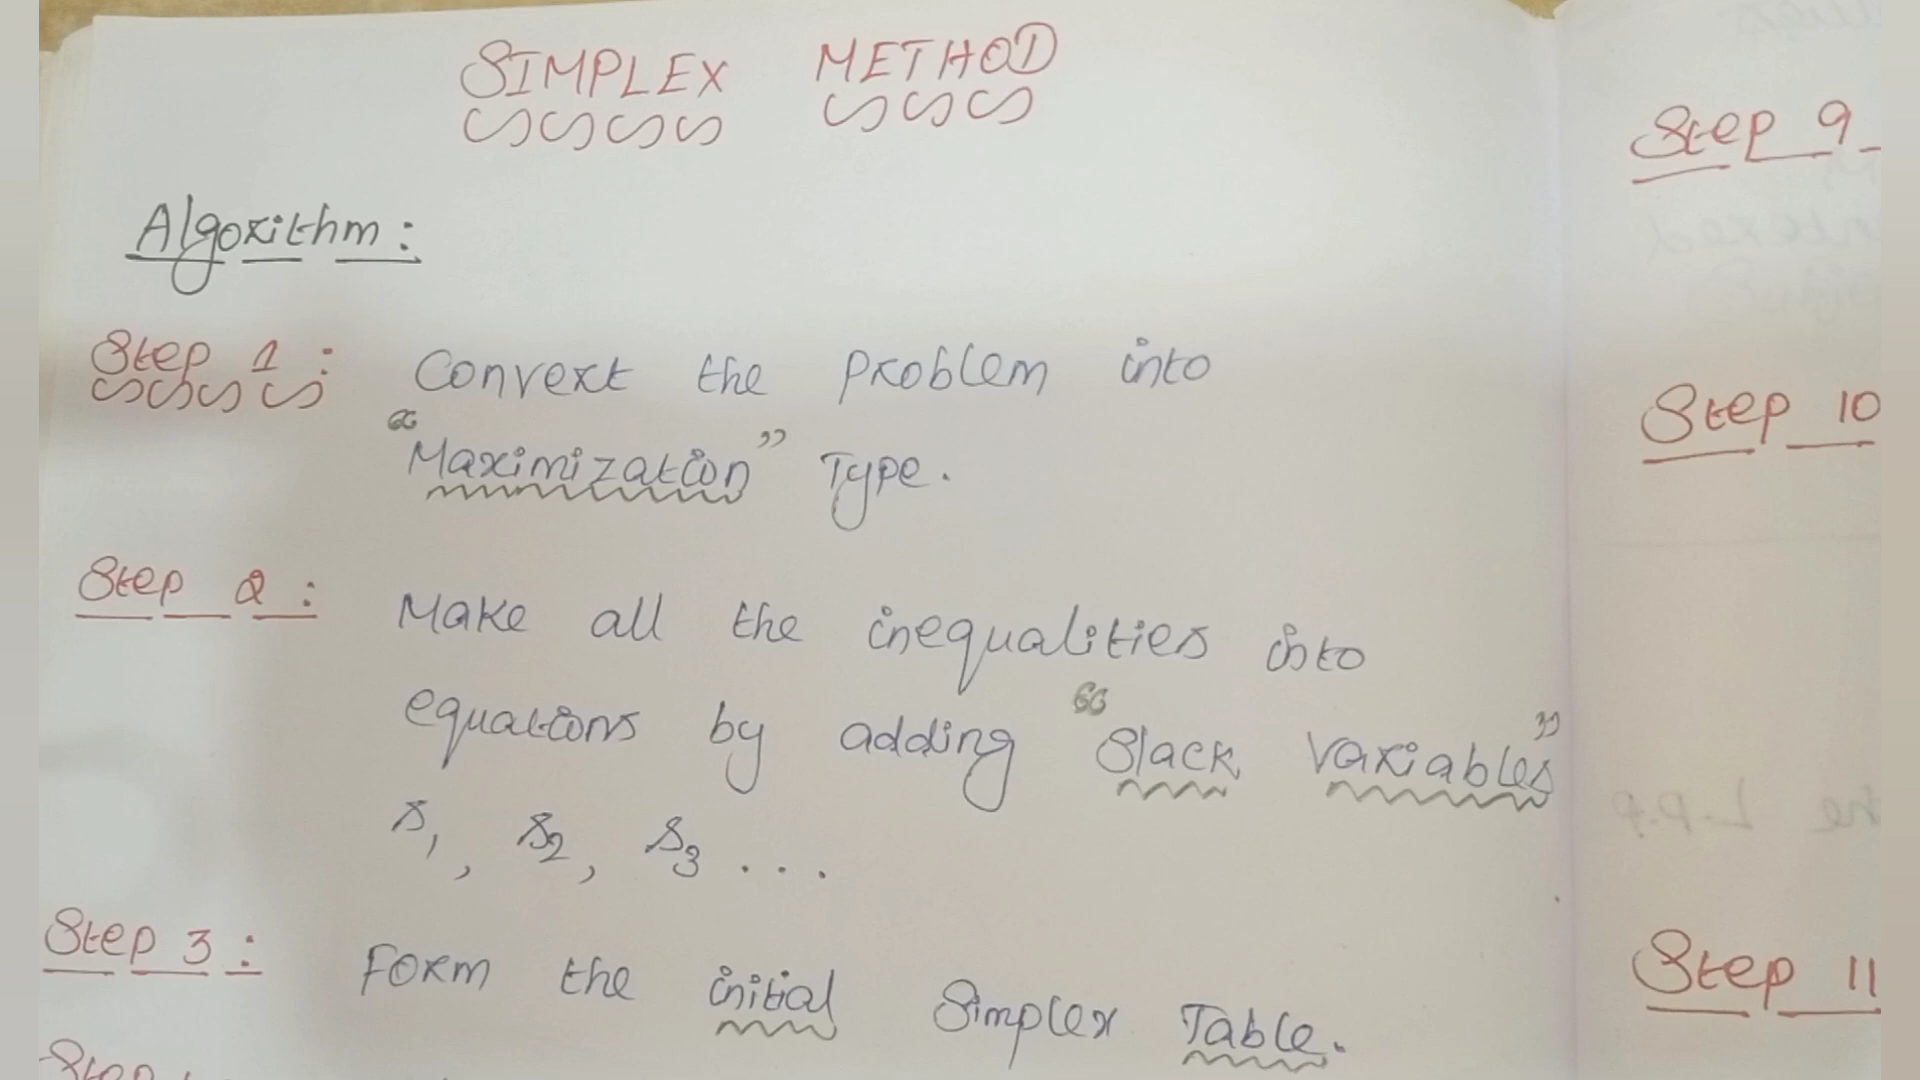 SIMPLEX METHOD
Algorithm:
Step 1: Convert the problem into
"Maximization" Type.
Step 2: Make all the inequalities into
equations by adding "Slack Variables"
s1, s2, s3 ....
Step 3: Form the initial Simplex Table.
Step
Step 9
Step 10
Step 11